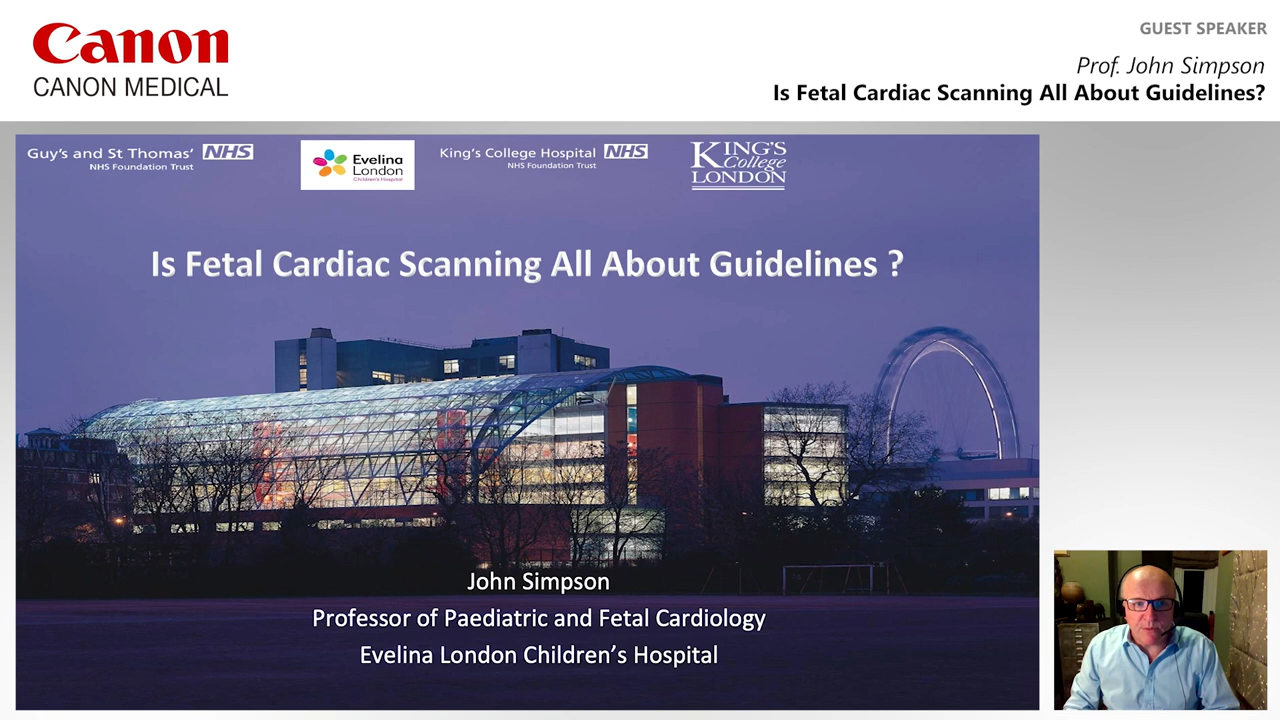 Canon
CANON MEDICAL
GUEST SPEAKER
Prof. John Simpson
Is Fetal Cardiac Scanning All About Guidelines?
Guy's and St Thomas' NHS
NHS Foundation Trust
Evelina
London
Children's Hospital
King's College Hospital NHS
NHS Foundation Trust
KING'S
College
LONDON
Is Fetal Cardiac Scanning All About Guidelines ?
John Simpson
Professor of Paediatric and Fetal Cardiology
Evelina London Children's Hospital